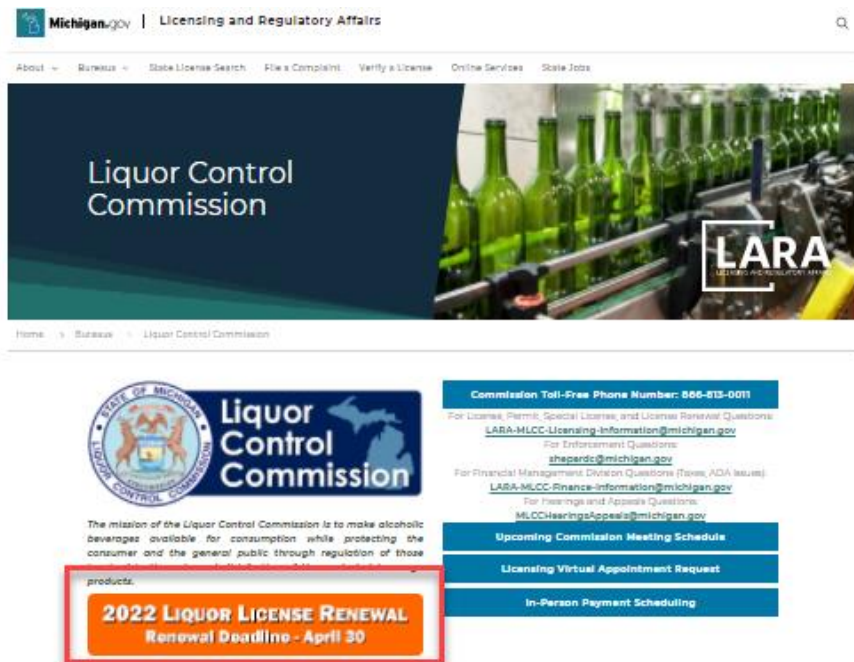 Michigan.gov | Licensing and Regulatory Affairs
About Bureaus State License Search File a Complaint Verify a License Online Services State Jobs
Liquor Control
Commission
LARA
LICENSING AND REGULATORY AFFAIRS
Home > Bureaus > Liquor Control Commission
STATE OF MICHIGAN
LIQUOR CONTROL COMMISSION
Liquor
Control
Commission
The mission of the Liquor Control Commission is to make alcoholic
beverages available for consumption while protecting the
consumer and the general public through regulation of those
products.
2022 LIQUOR LICENSE RENEWAL
Renewal Deadline - April 30
Commission Toll-Free Phone Number: 866-813-0011
For License, Permit, Special License, and License Renewal Questions:
LARA-MLCC-Licensing-Information@michigan.gov
For Enforcement Questions:
shepardc@michigan.gov
For Financial Management Division Questions (Taxes, ADA Issues):
LARA-MLCC-Finance-Information@michigan.gov
For Hearings and Appeals Questions:
MLCCHearingsAppeals@michigan.gov
Upcoming Commission Meeting Schedule
Licensing Virtual Appointment Request
In-Person Payment Scheduling